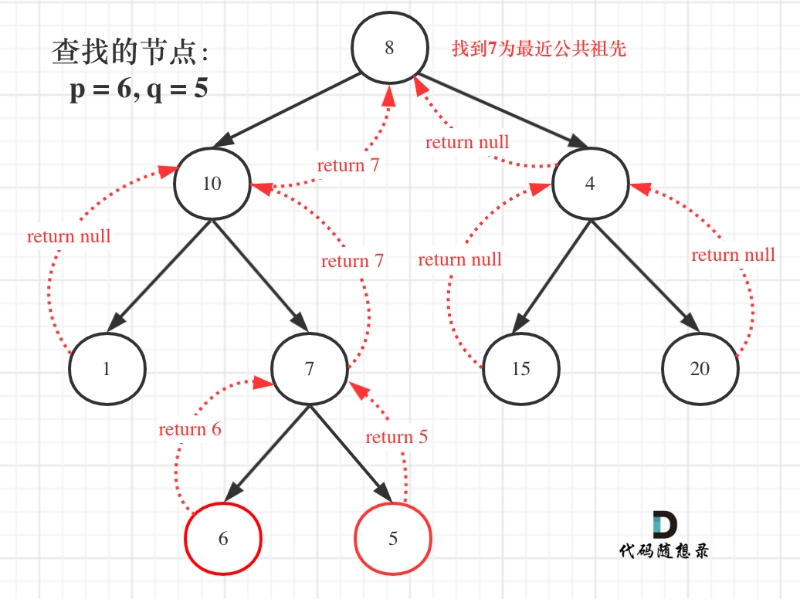 查找的节点：
p = 6, q = 5
8
找到7为最近公共祖先
return null
return 7
10
4
return null
return 7
return null
return null
1
7
15
20
return 6
return 5
6
5
代码随想录